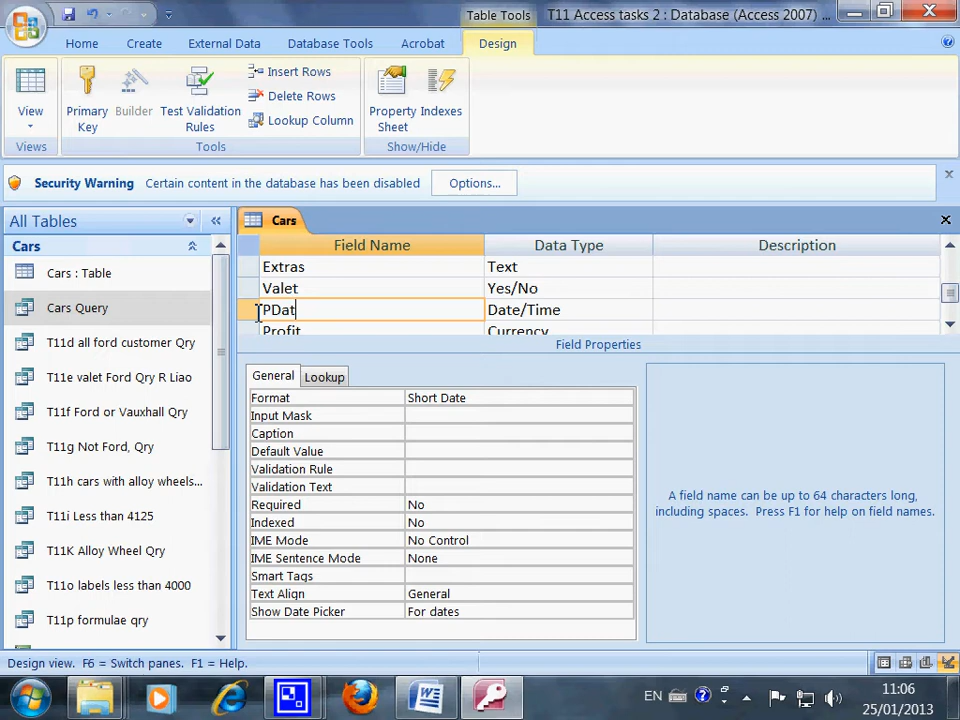 Table Tools
T11 Access tasks 2 : Database (Access 2007) ...
Home
Create
External Data
Database Tools
Acrobat
Design
View
Primary Key
Builder
Test Validation Rules
Insert Rows
Delete Rows
Lookup Column
Property Sheet
Indexes
Views
Tools
Show/Hide
Security Warning Certain content in the database has been disabled Options...
All Tables
Cars
Cars : Table
Cars Query
T11d all ford customer Qry
T11e valet Ford Qry R Liao
T11f Ford or Vauxhall Qry
T11g Not Ford, Qry
T11h cars with alloy wheels...
T11i Less than 4125
T11K Alloy Wheel Qry
T11o labels less than 4000
T11p formulae qry
Cars
Field Name Data Type Description
Extras Text
Valet Yes/No
PDat Date/Time
Profit Currency
Field Properties
General Lookup
Format Short Date
Input Mask
Caption
Default Value
Validation Rule
Validation Text
Required No
Indexed No
IME Mode No Control
IME Sentence Mode None
Smart Tags
Text Align General
Show Date Picker For dates
A field name can be up to 64 characters long,
including spaces. Press F1 for help on field names.
Design view. F6 = Switch panes. F1 = Help.
EN
11:06
25/01/2013